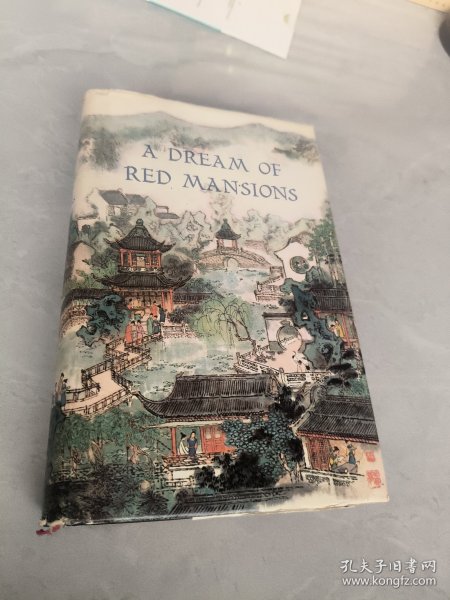 A DREAM OF
RED MANSIONS
孔夫子旧书网
www.kongfz.com